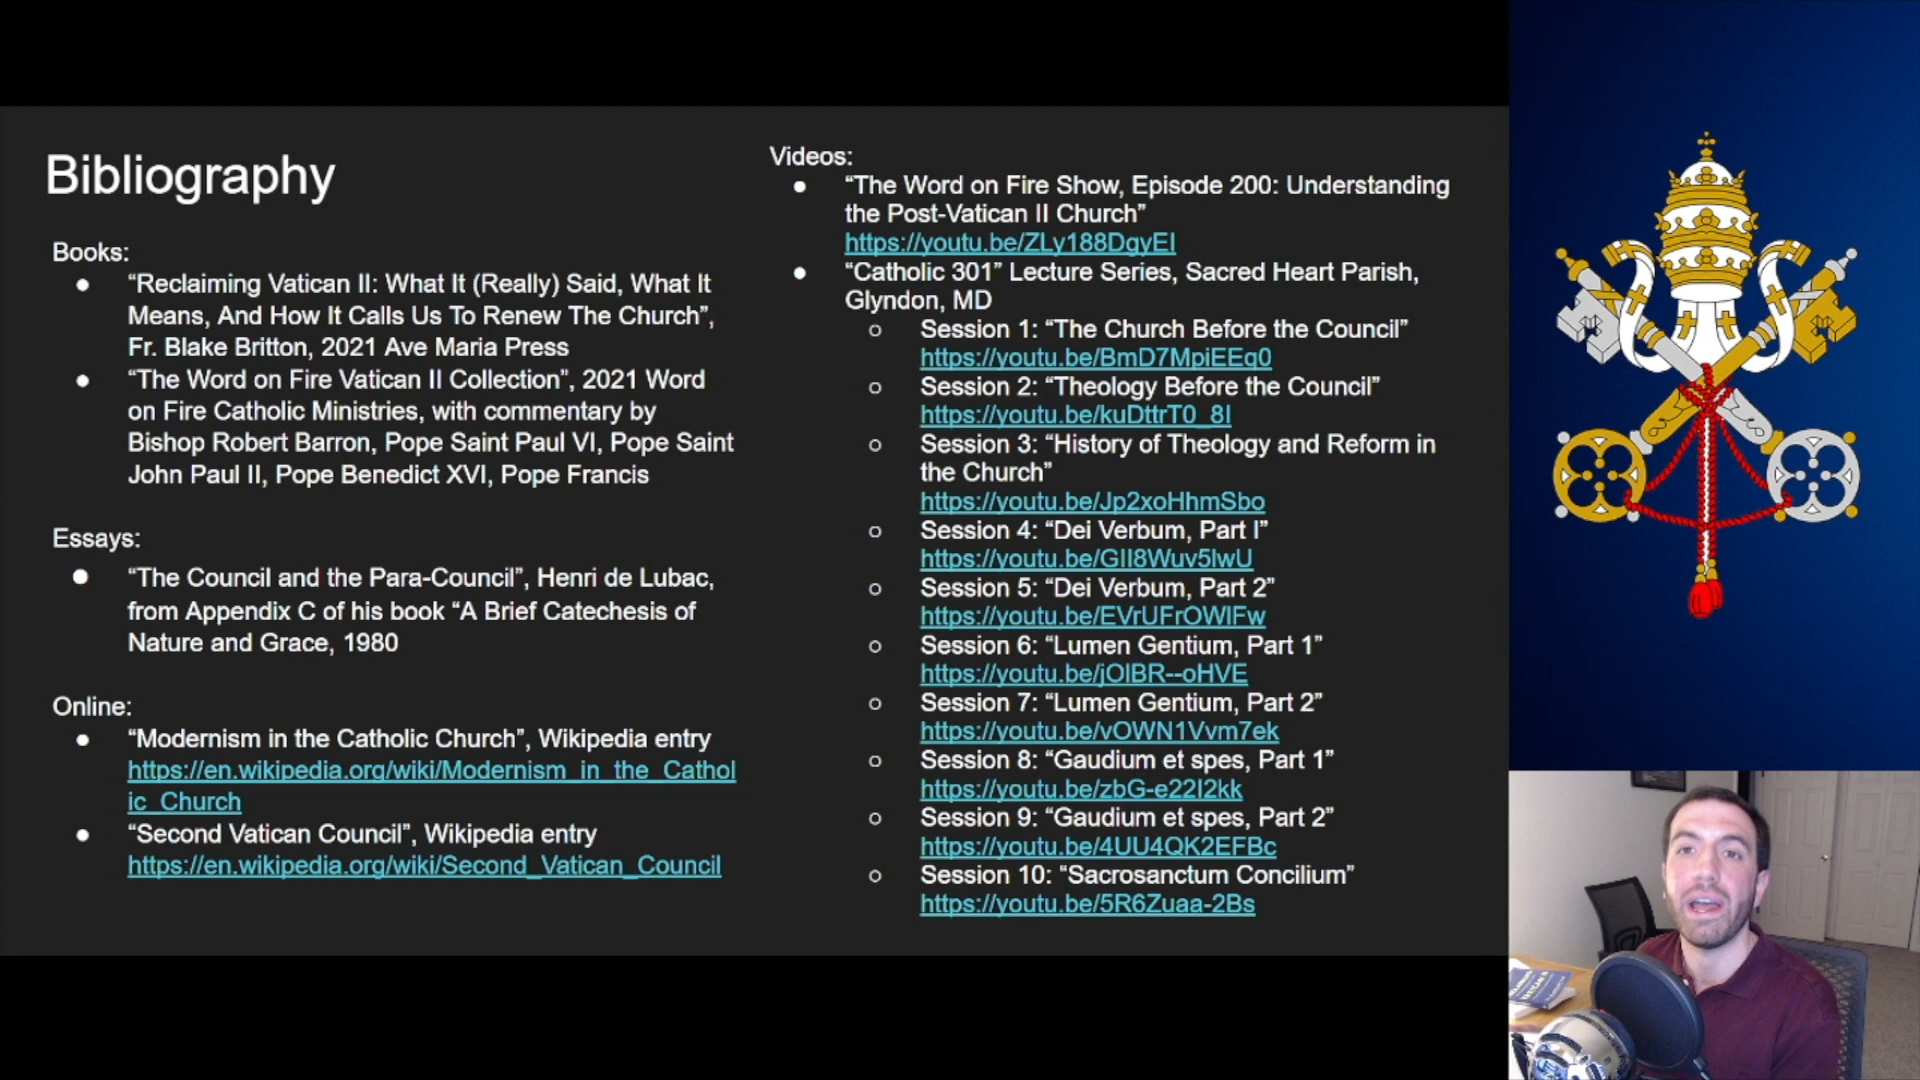 Bibliography
Books:
● “Reclaiming Vatican II: What It (Really) Said, What It
Means, And How It Calls Us To Renew The Church”,
Fr. Blake Britton, 2021 Ave Maria Press
● “The Word on Fire Vatican II Collection”, 2021 Word
on Fire Catholic Ministries, with commentary by
Bishop Robert Barron, Pope Saint Paul VI, Pope Saint
John Paul II, Pope Benedict XVI, Pope Francis
Essays:
● “The Council and the Para-Council”, Henri de Lubac,
from Appendix C of his book “A Brief Catechesis of
Nature and Grace, 1980
Online:
● “Modernism in the Catholic Church”, Wikipedia entry
https://en.wikipedia.org/wiki/Modernism_in_the_Cathol
ic_Church
● “Second Vatican Council”, Wikipedia entry
https://en.wikipedia.org/wiki/Second_Vatican_Council
Videos:
● “The Word on Fire Show, Episode 200: Understanding
the Post-Vatican II Church”
https://youtu.be/ZLy188DgyEI
● “Catholic 301” Lecture Series, Sacred Heart Parish,
Glyndon, MD
○ Session 1: “The Church Before the Council”
https://youtu.be/BmD7MpiEEq0
○ Session 2: “Theology Before the Council”
https://youtu.be/kuDttrT0_8I
○ Session 3: “History of Theology and Reform in
the Church”
https://youtu.be/Jp2xoHhmSbo
○ Session 4: “Dei Verbum, Part I”
https://youtu.be/GII8Wuv5lwU
○ Session 5: “Dei Verbum, Part 2”
https://youtu.be/EVrUFrOWlFw
○ Session 6: “Lumen Gentium, Part 1”
https://youtu.be/jOlBR--oHVE
○ Session 7: “Lumen Gentium, Part 2”
https://youtu.be/vOWN1Vvm7ek
○ Session 8: “Gaudium et spes, Part 1”
https://youtu.be/zbG-e22I2kk
○ Session 9: “Gaudium et spes, Part 2”
https://youtu.be/4UU4QK2EFBc
○ Session 10: “Sacrosanctum Concilium”
https://youtu.be/5R6Zuaa-2Bs